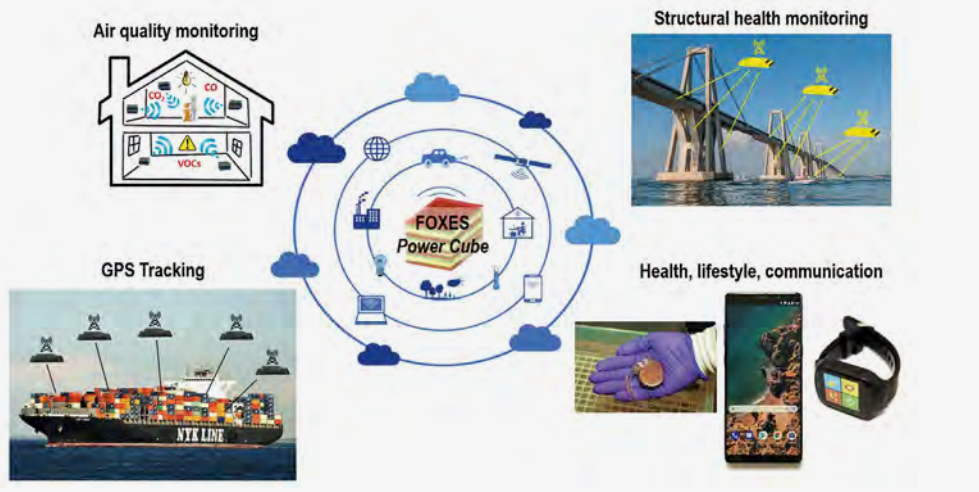 Air quality monitoring
CO₂
CO
VOCs
Structural health monitoring
FOXES
Power Cube
GPS Tracking
NYK LINE
Health, lifestyle, communication